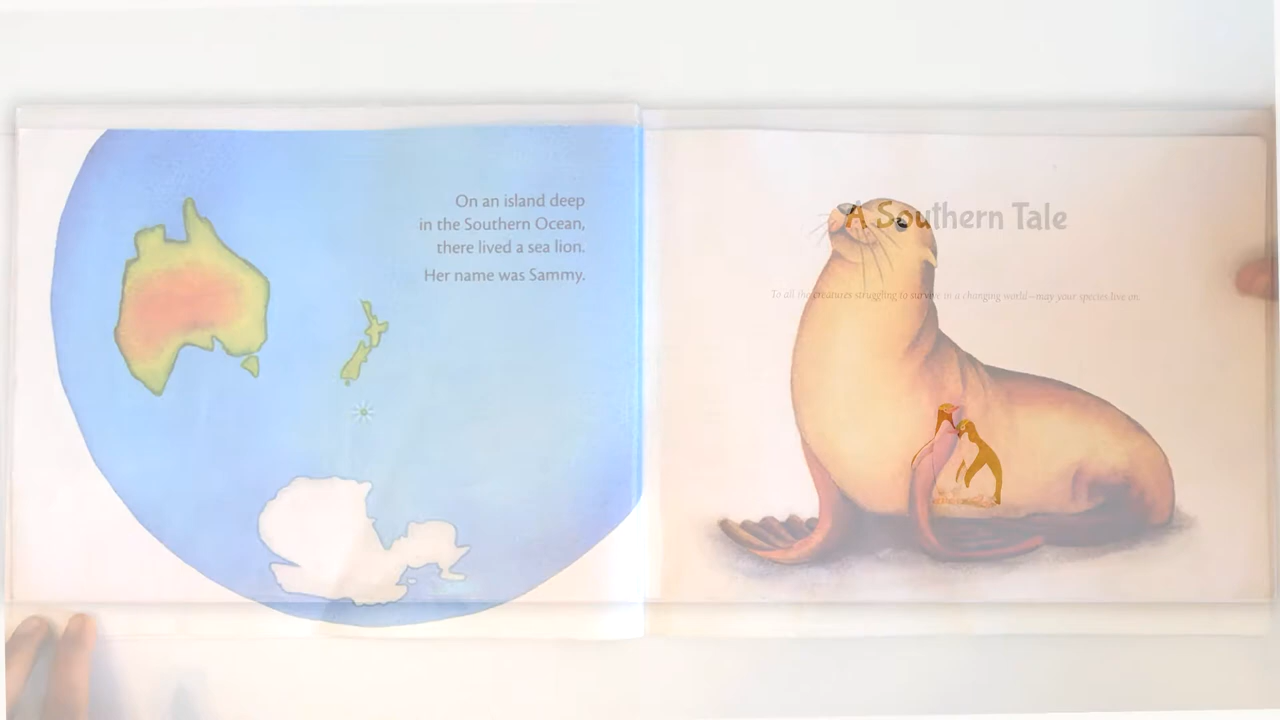 On an island deep
in the Southern Ocean,
there lived a sea lion.
Her name was Sammy.
A Southern Tale
To all the creatures struggling to survive in a changing world – may your species live on.